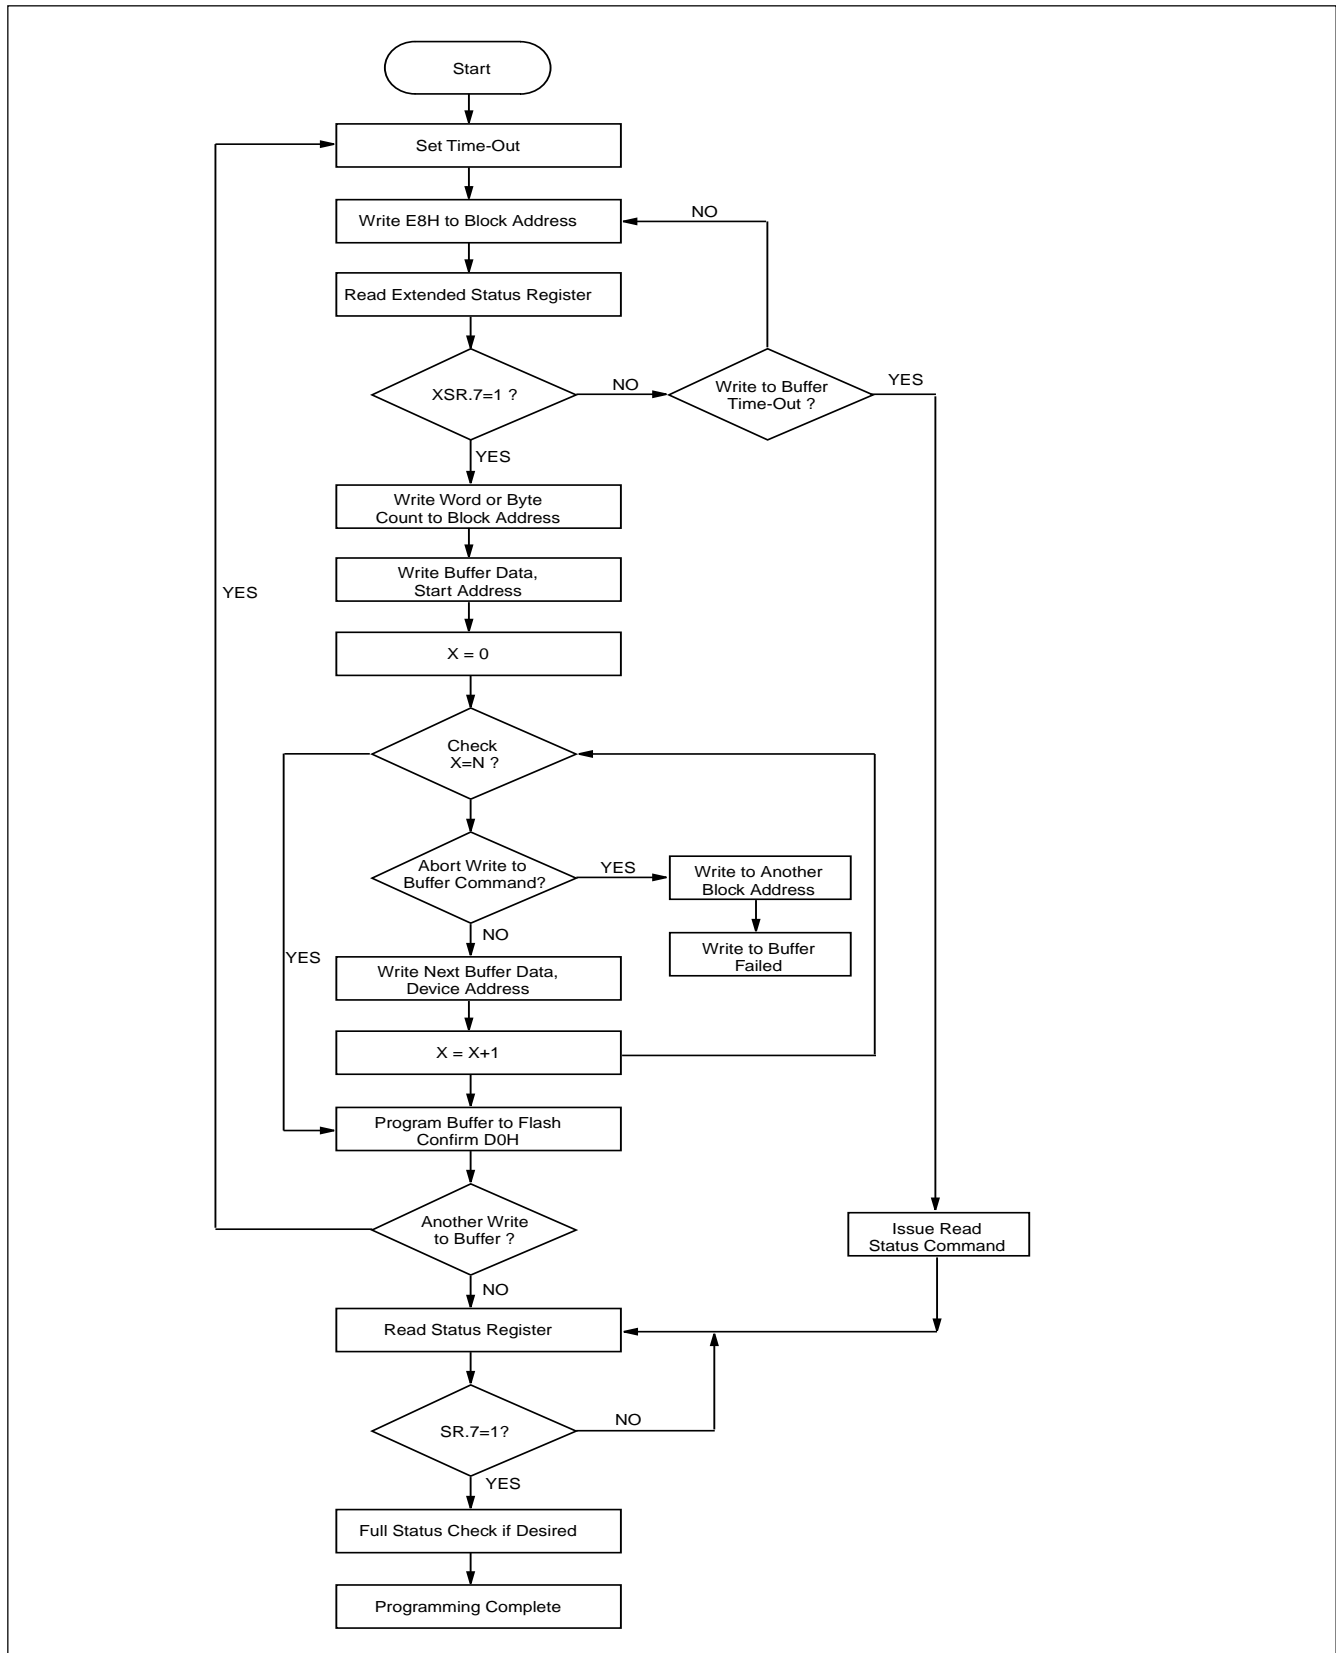 Start
Set Time-Out
Write E8H to Block Address
NO
Read Extended Status Register
XSR.7=1 ?
NO
Write to Buffer
Time-Out ?
YES
YES
Write Word or Byte
Count to Block Address
Write Buffer Data,
Start Address
YES
X = 0
Check
X=N ?
Abort Write to
Buffer Command?
YES
Write to Another
Block Address
NO
YES
Write to Buffer
Failed
Write Next Buffer Data,
Device Address
X = X+1
Program Buffer to Flash
Confirm D0H
Another Write
to Buffer ?
Issue Read
Status Command
NO
Read Status Register
SR.7=1?
NO
YES
Full Status Check if Desired
Programming Complete